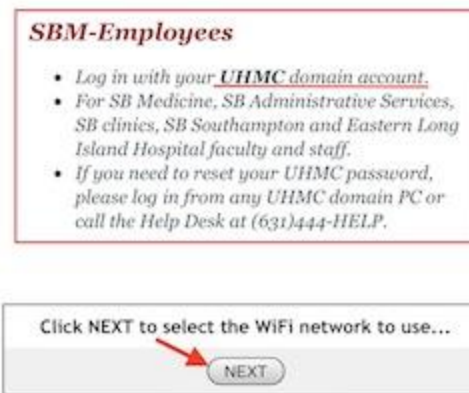 SBM-Employees
• Log in with your UHMC domain account.
• For SB Medicine, SB Administrative Services,
SB clinics, SB Southampton and Eastern Long
Island Hospital faculty and staff.
• If you need to reset your UHMC password,
please log in from any UHMC domain PC or
call the Help Desk at (631)444-HELP.
Click NEXT to select the WiFi network to use...
NEXT